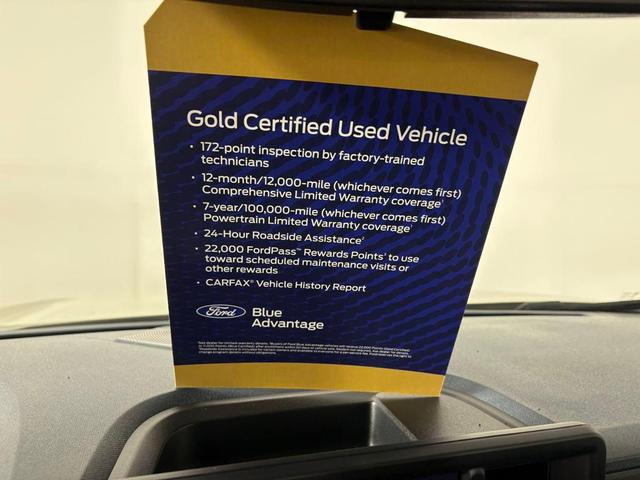 Gold Certified Used Vehicle
• 172-point inspection by factory-trained
technicians
• 12-month/12,000-mile (whichever comes first)
Comprehensive Limited Warranty coverage
• 7-year/100,000-mile (whichever comes first)
Powertrain Limited Warranty coverage
• 24-Hour Roadside Assistance
• 22,000 FordPass™ Rewards Points to use
toward scheduled maintenance visits or
other rewards
• CARFAX® Vehicle History Report
Ford
Blue
Advantage